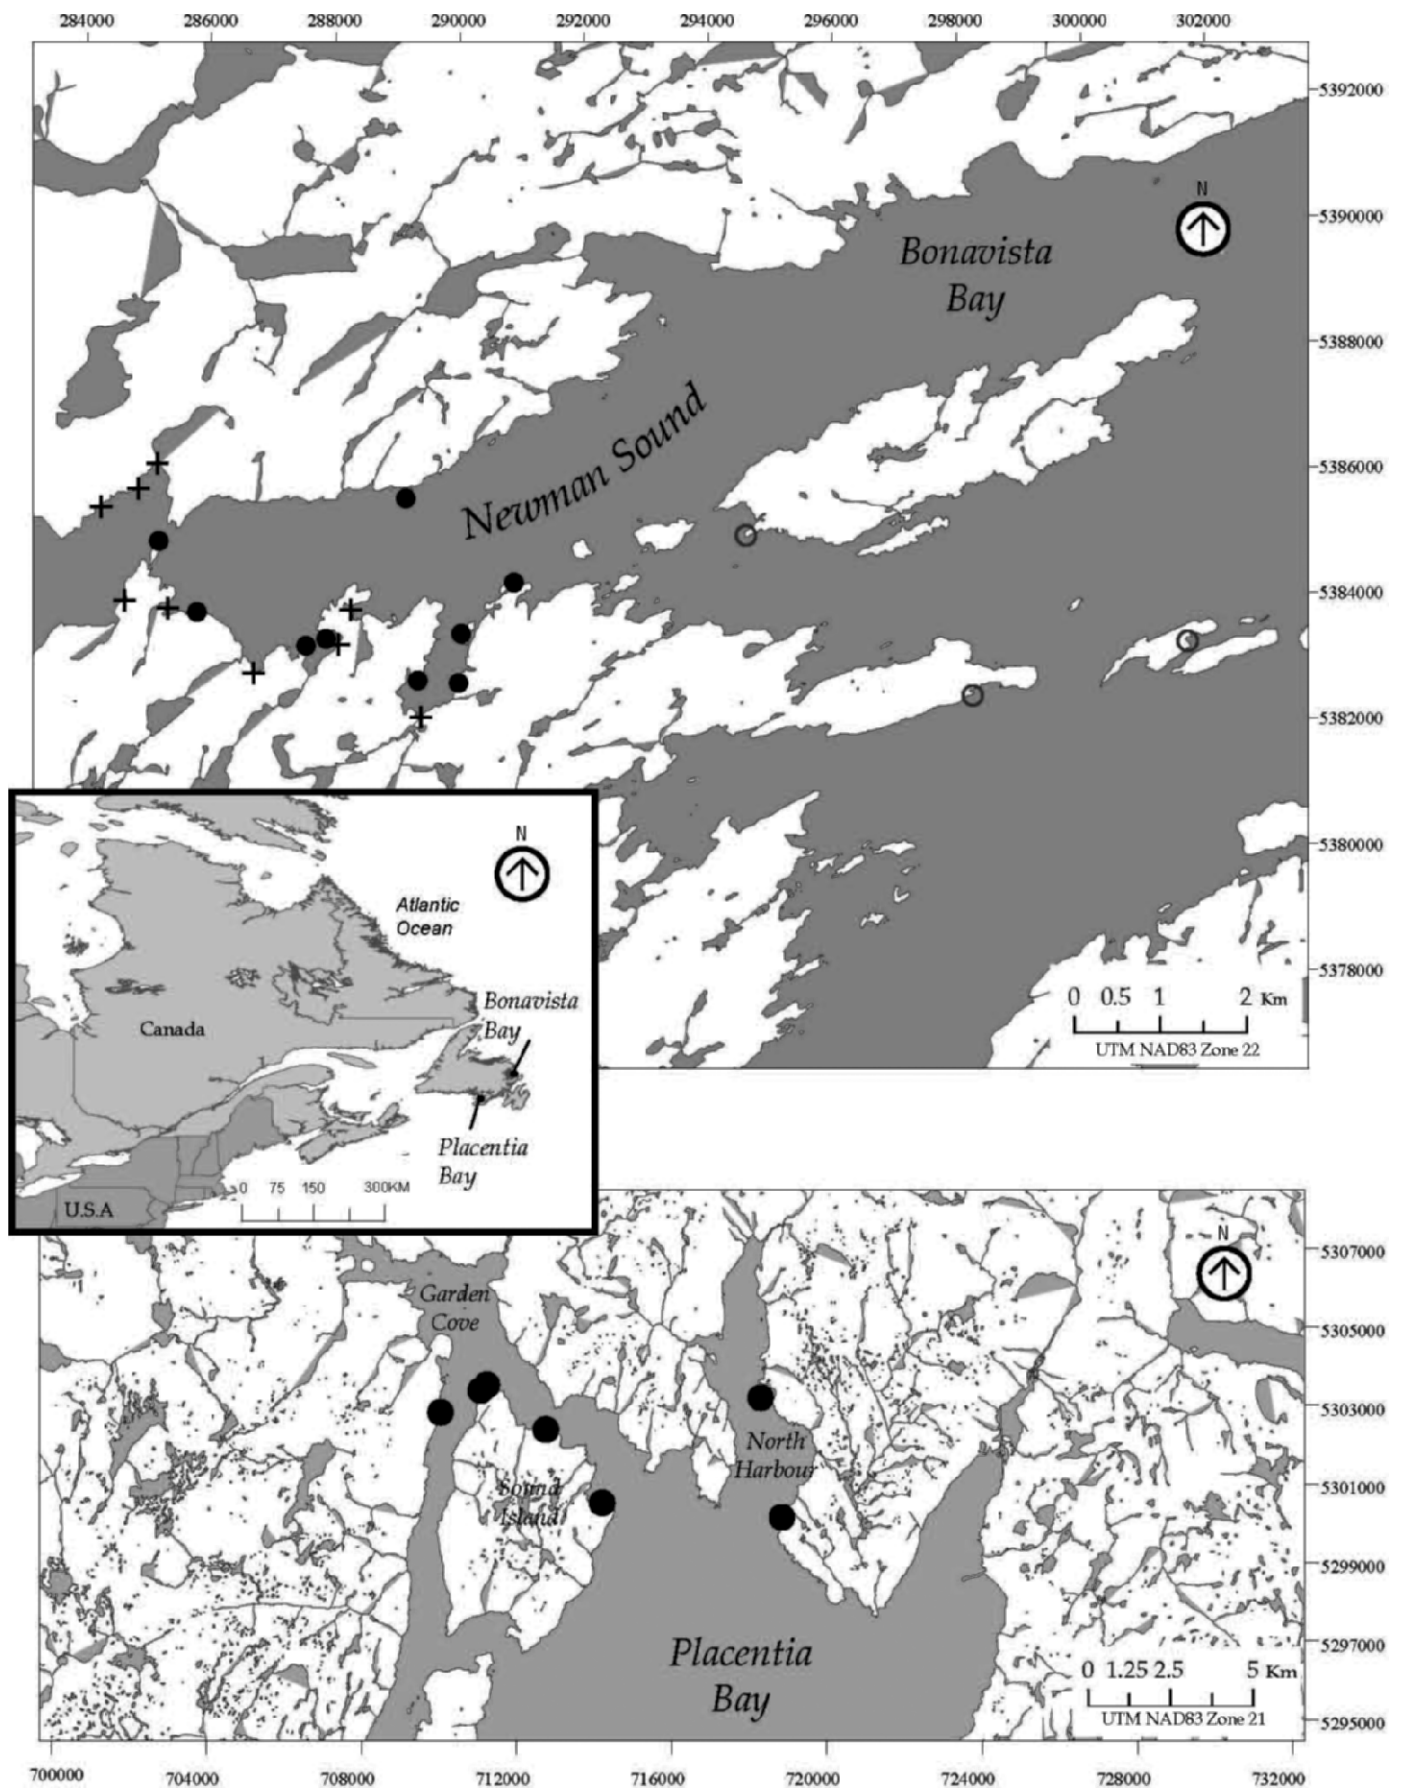 284000 286000 288000 290000 292000 294000 296000 298000 300000 302000
5392000
N
5390000
Bonavista
Bay
5388000
Newman Sound
5386000
5384000
5382000
5380000
5378000
0 0.5 1 2 Km
UTM NAD83 Zone 22
N
Atlantic
Ocean
Bonavista
Bay
Canada
Placentia
Bay
0 75 150 300KM
U.S.A
N
5307000
Garden
Cove
5305000
5303000
North
Harbour
5301000
Sound
Island
5299000
Placentia
Bay
5297000
0 1.25 2.5 5 Km
UTM NAD83 Zone 21
5295000
700000 704000 708000 712000 716000 720000 724000 728000 732000